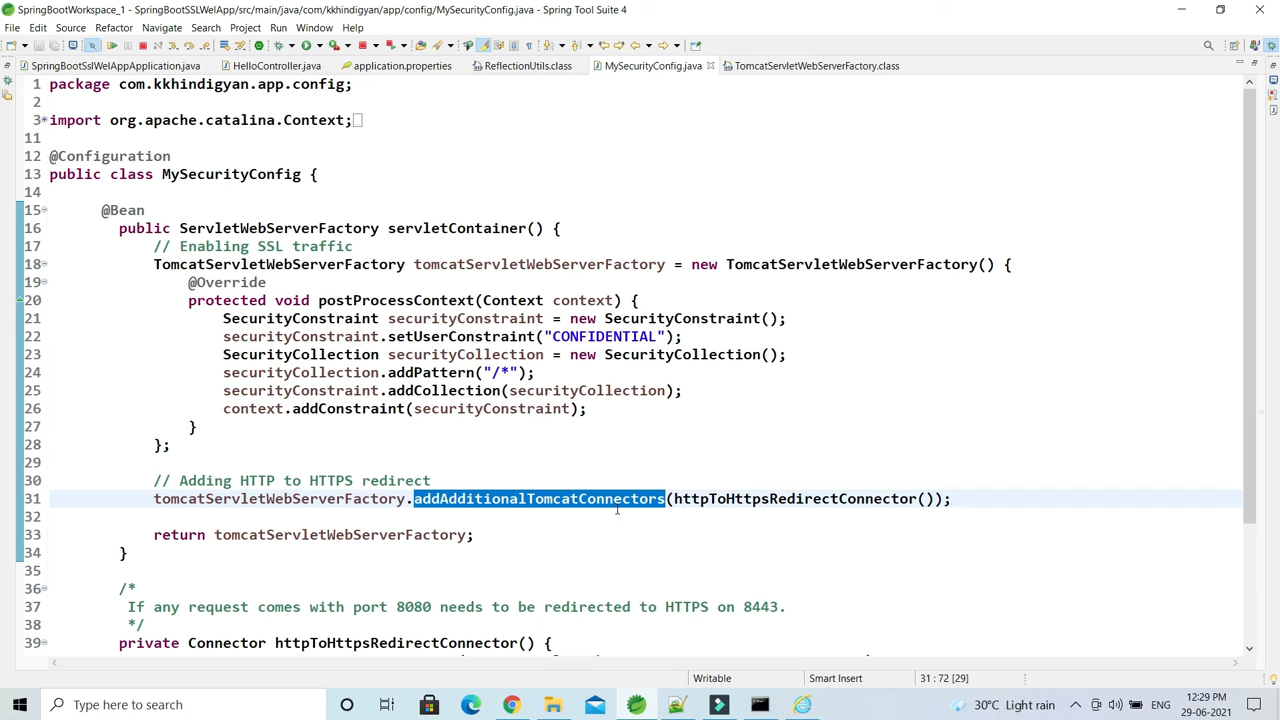 SpringBootWorkspace_1 - SpringBootSSLWelApp/src/main/java/com/kkhindigyan/app/config/MySecurityConfig.java - Spring Tool Suite 4
File Edit Source Refactor Navigate Search Project Run Window Help
SpringBootSslWelAppApplication.java HelloController.java application.properties ReflectionUtils.class MySecurityConfig.java TomcatServletWebServerFactory.class
1 package com.kkhindigyan.app.config;
2
3 import org.apache.catalina.Context;
11
12 @Configuration
13 public class MySecurityConfig {
14
15 @Bean
16 public ServletWebServerFactory servletContainer() {
17 // Enabling SSL traffic
18 TomcatServletWebServerFactory tomcatServletWebServerFactory = new TomcatServletWebServerFactory() {
19 @Override
20 protected void postProcessContext(Context context) {
21 SecurityConstraint securityConstraint = new SecurityConstraint();
22 securityConstraint.setUserConstraint("CONFIDENTIAL");
23 SecurityCollection securityCollection = new SecurityCollection();
24 securityCollection.addPattern("/*");
25 securityConstraint.addCollection(securityCollection);
26 context.addConstraint(securityConstraint);
27 }
28 };
29
30 // Adding HTTP to HTTPS redirect
31 tomcatServletWebServerFactory.addAdditionalTomcatConnectors(httpToHttpsRedirectConnector());
32
33 return tomcatServletWebServerFactory;
34 }
35
36 /*
37 If any request comes with port 8080 needs to be redirected to HTTPS on 8443.
38 */
39 private Connector httpToHttpsRedirectConnector() {
Writable Smart Insert 31 : 72 [29]
Type here to search 30°C Light rain ENG 12:29 PM
29-06-2021